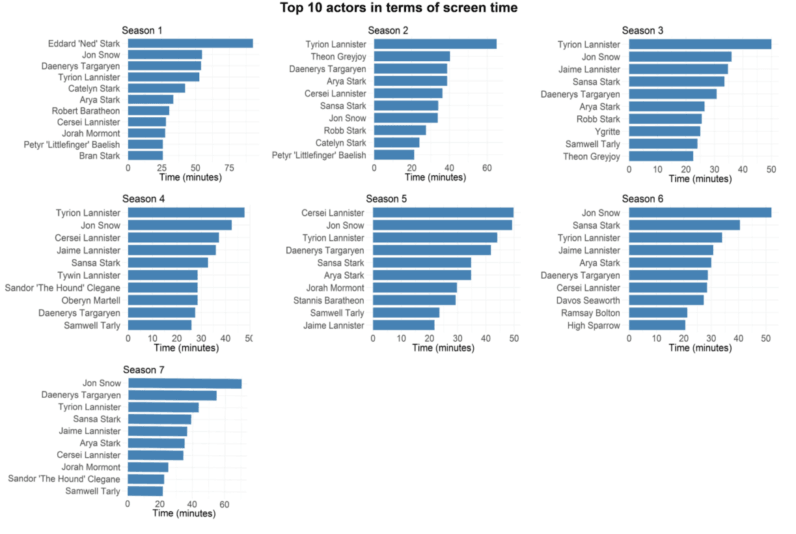 Top 10 actors in terms of screen time
Season 1
Eddard 'Ned' Stark
Jon Snow
Daenerys Targaryen
Tyrion Lannister
Catelyn Stark
Arya Stark
Robert Baratheon
Cersei Lannister
Jorah Mormont
Petyr 'Littlefinger' Baelish
Bran Stark
0 25 50 75
Time (minutes)
Season 2
Tyrion Lannister
Theon Greyjoy
Daenerys Targaryen
Arya Stark
Cersei Lannister
Sansa Stark
Jon Snow
Robb Stark
Catelyn Stark
Petyr 'Littlefinger' Baelish
0 20 40 60
Time (minutes)
Season 3
Tyrion Lannister
Jon Snow
Jaime Lannister
Sansa Stark
Daenerys Targaryen
Arya Stark
Robb Stark
Ygritte
Samwell Tarly
Theon Greyjoy
0 10 20 30 40 50
Time (minutes)
Season 4
Tyrion Lannister
Jon Snow
Cersei Lannister
Jaime Lannister
Sansa Stark
Tywin Lannister
Sandor 'The Hound' Clegane
Oberyn Martell
Daenerys Targaryen
Samwell Tarly
0 10 20 30 40 50
Time (minutes)
Season 5
Cersei Lannister
Jon Snow
Tyrion Lannister
Daenerys Targaryen
Sansa Stark
Arya Stark
Jorah Mormont
Stannis Baratheon
Samwell Tarly
Jaime Lannister
0 10 20 30 40 50
Time (minutes)
Season 6
Jon Snow
Sansa Stark
Tyrion Lannister
Jaime Lannister
Arya Stark
Daenerys Targaryen
Cersei Lannister
Davos Seaworth
Ramsay Bolton
High Sparrow
0 10 20 30 40 50
Time (minutes)
Season 7
Jon Snow
Daenerys Targaryen
Tyrion Lannister
Sansa Stark
Jaime Lannister
Arya Stark
Cersei Lannister
Jorah Mormont
Sandor 'The Hound' Clegane
Samwell Tarly
0 20 40 60
Time (minutes)